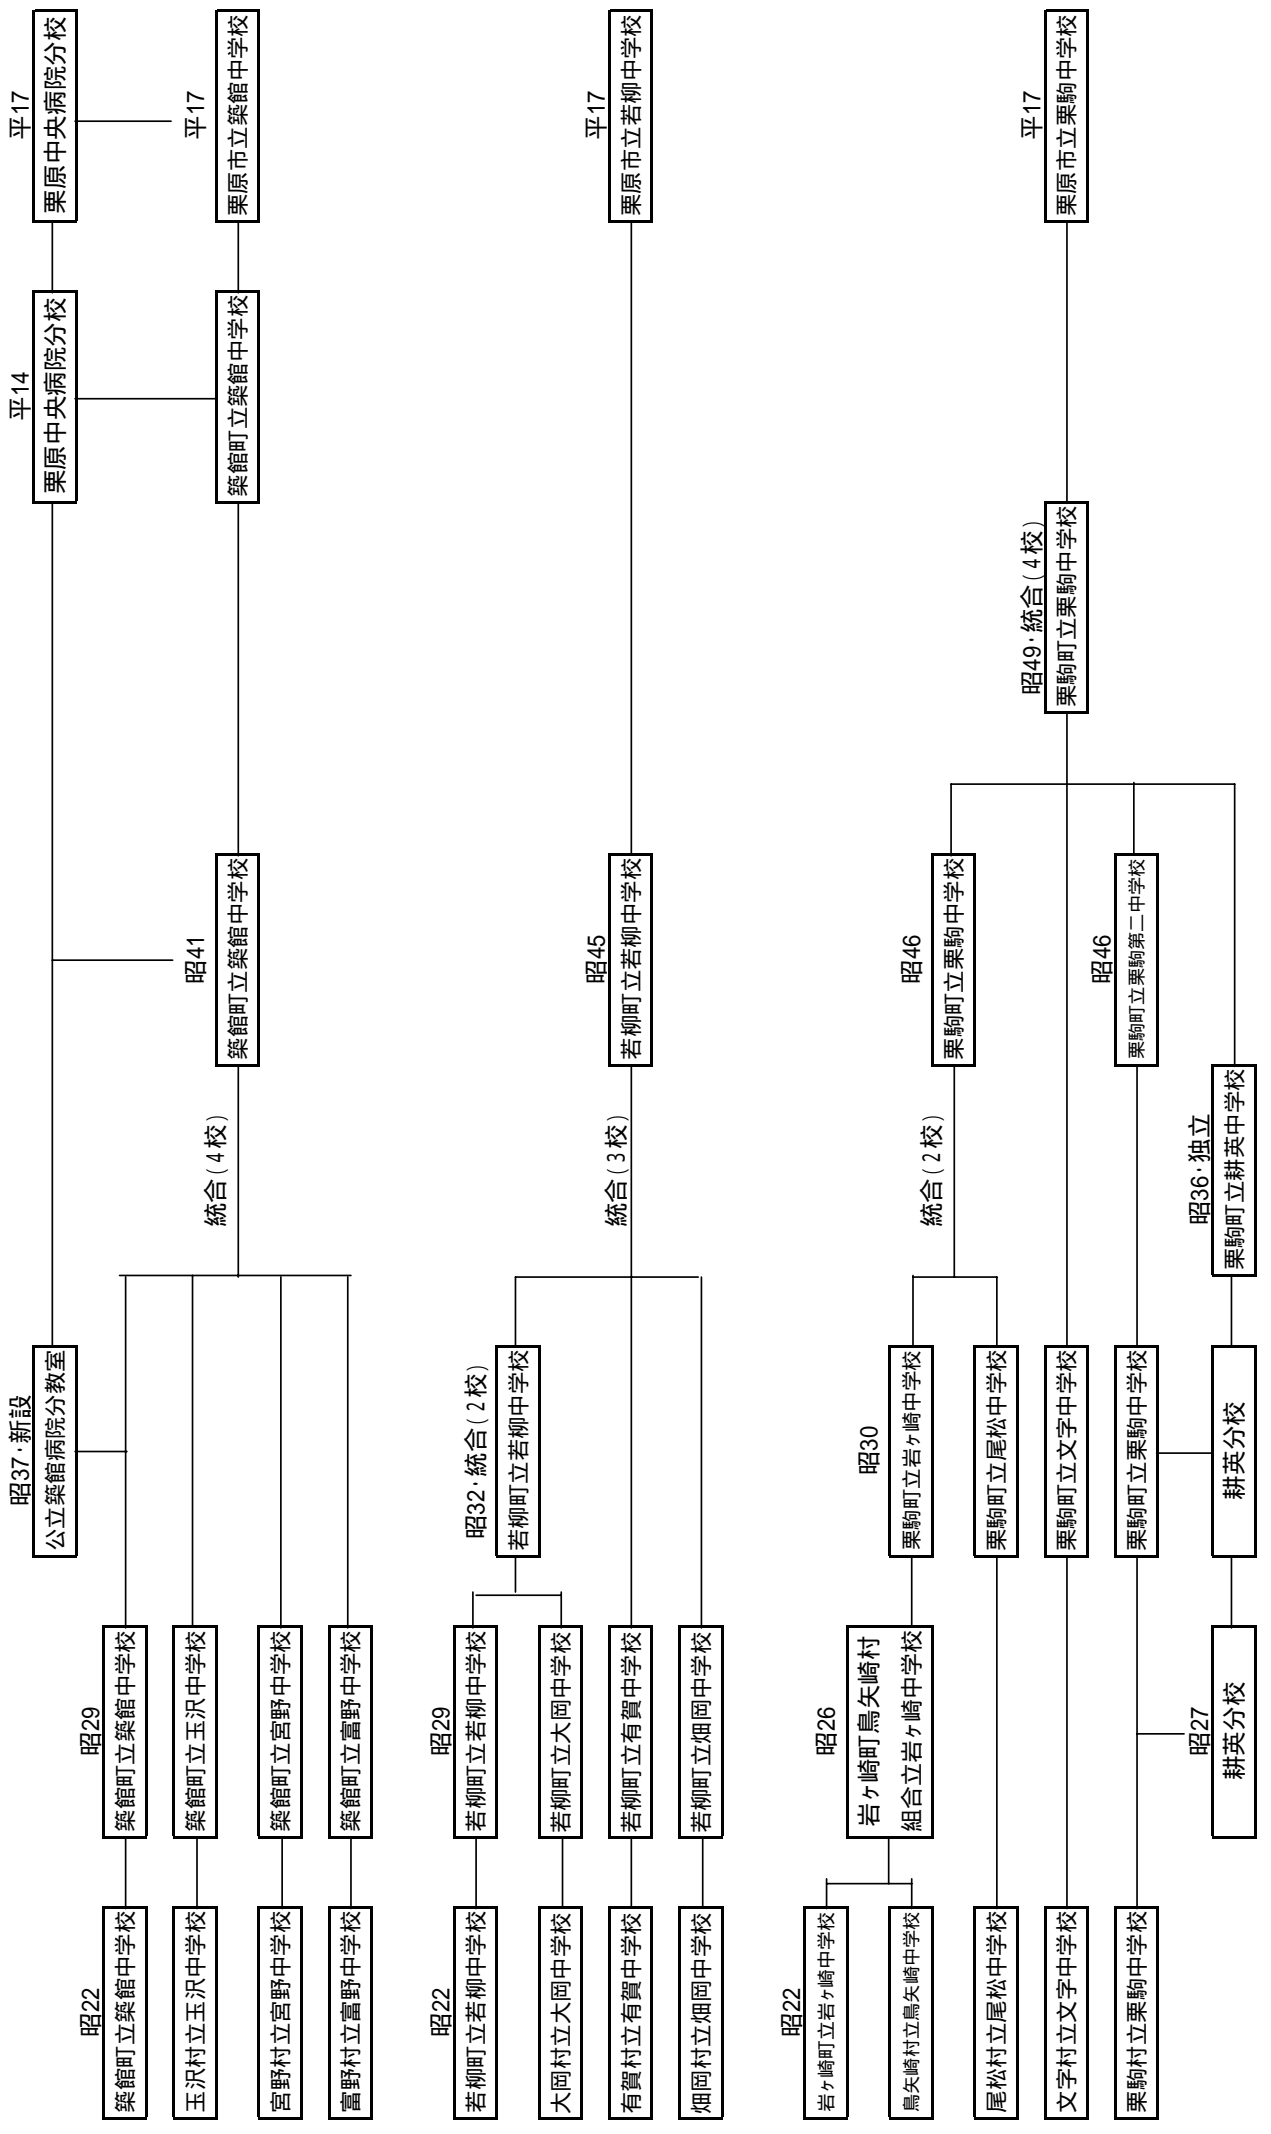 昭22
築館町立築館中学校
昭29
築館町立築館中学校
昭37・新設
公立築館病院分教室
玉沢村立玉沢中学校
築館町立玉沢中学校
宮野村立宮野中学校
築館町立宮野中学校
富野村立富野中学校
築館町立富野中学校
統合(4校)
昭41
築館町立築館中学校
平14
栗原中央病院分校
築館町立築館中学校
平17
栗原中央病院分校
平17
栗原市立築館中学校
昭22
若柳町立若柳中学校
昭29
若柳町立若柳中学校
大岡村立大岡中学校
若柳町立大岡中学校
昭32・統合(2校)
若柳町立若柳中学校
有賀村立有賀中学校
若柳町立有賀中学校
畑岡村立畑岡中学校
若柳町立畑岡中学校
統合(3校)
昭45
若柳町立若柳中学校
平17
栗原市立若柳中学校
昭22
岩ヶ崎町立岩ヶ崎中学校
鳥矢崎村立鳥矢崎中学校
昭26
岩ヶ崎町鳥矢崎村
組合立岩ヶ崎中学校
昭30
栗駒町立岩ヶ崎中学校
尾松村立尾松中学校
栗駒町立尾松中学校
統合(2校)
昭46
栗駒町立栗駒中学校
文字村立文字中学校
栗駒町立文字中学校
栗駒村立栗駒中学校
栗駒町立栗駒中学校
昭46
栗駒町立栗駒第二中学校
昭27
耕英分校
耕英分校
昭36・独立
栗駒町立耕英中学校
昭49・統合(4校)
栗駒町立栗駒中学校
平17
栗原市立栗駒中学校